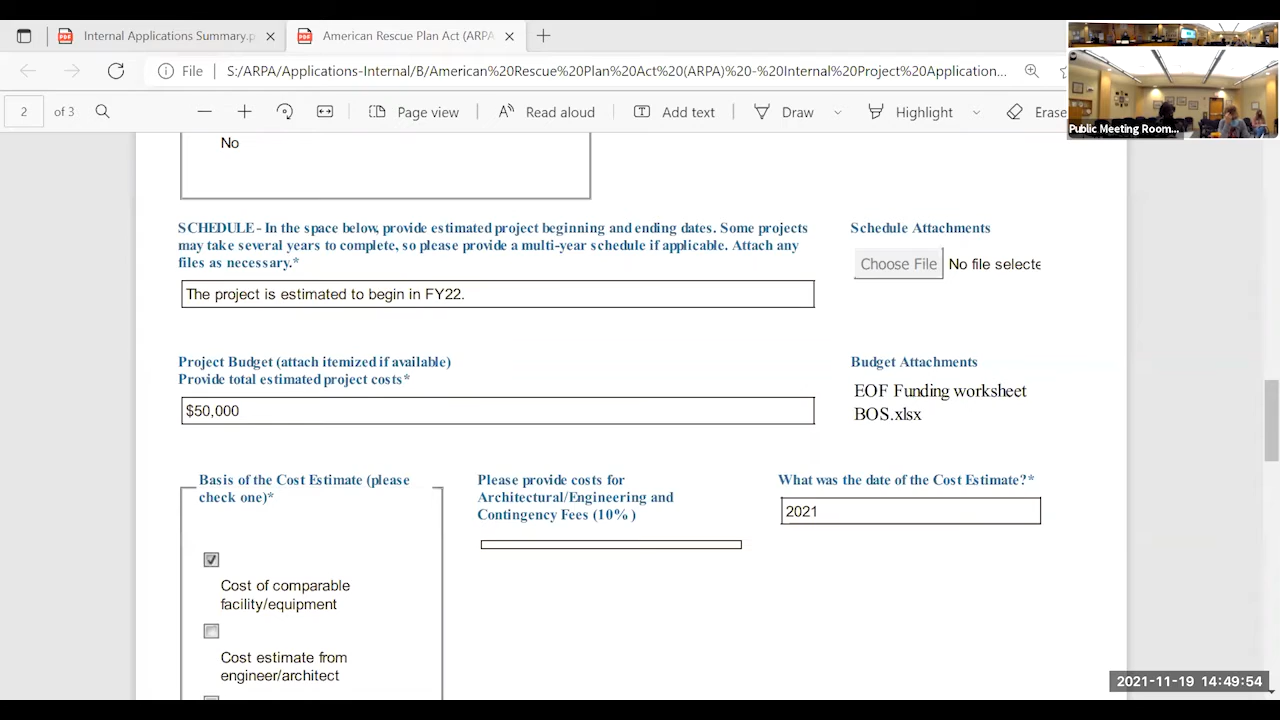 Internal Applications Summary.p
American Rescue Plan Act (ARPA
File
S:/ARPA/Applications-Internal/B/American%20Rescue%20Plan%20Act%20(ARPA)%20-%20Internal%20Project%20Application...
2 of 3
Page view
Read aloud
Add text
Draw
Highlight
Erase
Public Meeting Room...
No
SCHEDULE - In the space below, provide estimated project beginning and ending dates. Some projects
may take several years to complete, so please provide a multi-year schedule if applicable. Attach any
files as necessary.*
Schedule Attachments
Choose File No file selecte
The project is estimated to begin in FY22.
Project Budget (attach itemized if available)
Provide total estimated project costs*
Budget Attachments
EOF Funding worksheet
BOS.xlsx
$50,000
Basis of the Cost Estimate (please
check one)*
Please provide costs for
Architectural/Engineering and
Contingency Fees (10% )
What was the date of the Cost Estimate?*
2021
Cost of comparable
facility/equipment
Cost estimate from
engineer/architect
2021-11-19 14:49:54